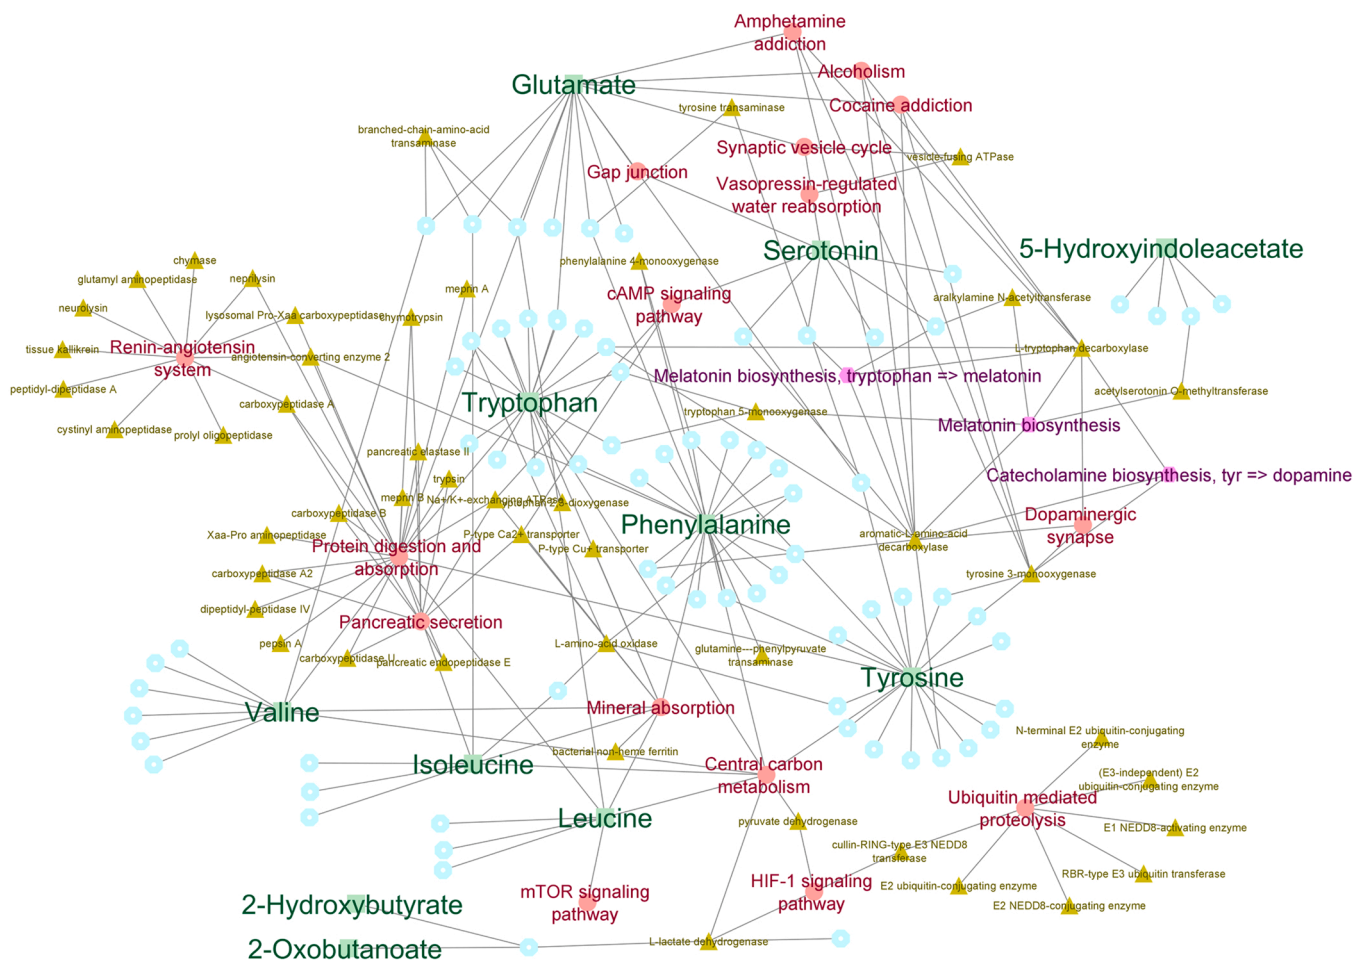 Amphetamine
addiction
Glutamate
Alcoholism
tyrosine transaminase
Cocaine addiction
branched-chain-amino-acid
transaminase
Synaptic vesicle cycle
vesicle-fusing ATPase
Gap junction
Vasopressin-regulated
water reabsorption
Serotonin
5-Hydroxyindoleacetate
chymase
phenylalanine 4-monooxygenase
glutamyl aminopeptidase
neprilysin
meprin A
cAMP signaling
pathway
aralkylamine N-acetyltransferase
neurolysin
lysosomal Pro-Xaa carboxypeptidase
chymotrypsin
tissue kallikrein
Renin-angiotensin
system
angiotensin-converting enzyme 2
L-tryptophan decarboxylase
Melatonin biosynthesis, tryptophan => melatonin
peptidyl-dipeptidase A
carboxypeptidase A
Tryptophan
tryptophan 5-monooxygenase
acetylserotonin O-methyltransferase
cystinyl aminopeptidase
prolyl oligopeptidase
Melatonin biosynthesis
pancreatic elastase II
trypsin
Catecholamine biosynthesis, tyr => dopamine
meprin B
Na+/K+-exchanging ATPase
tryptophan 2,3-dioxygenase
carboxypeptidase B
Phenylalanine
Dopaminergic
synapse
Xaa-Pro aminopeptidase
Protein digestion and
absorption
P-type Ca2+ transporter
P-type Cu+ transporter
aromatic-L-amino-acid
decarboxylase
carboxypeptidase A2
tyrosine 3-monooxygenase
dipeptidyl-peptidase IV
Pancreatic secretion
pepsin A
carboxypeptidase U
pancreatic endopeptidase E
L-amino-acid oxidase
glutamine---phenylpyruvate
transaminase
Tyrosine
Valine
Mineral absorption
N-terminal E2 ubiquitin-conjugating
enzyme
bacterial non-heme ferritin
Isoleucine
Central carbon
metabolism
(E3-independent) E2
ubiquitin-conjugating enzyme
Ubiquitin mediated
proteolysis
Leucine
pyruvate dehydrogenase
E1 NEDD8-activating enzyme
cullin-RING-type E3 NEDD8
transferase
RBR-type E3 ubiquitin transferase
HIF-1 signaling
pathway
E2 ubiquitin-conjugating enzyme
mTOR signaling
pathway
E2 NEDD8-conjugating enzyme
2-Hydroxybutyrate
2-Oxobutanoate
L-lactate dehydrogenase